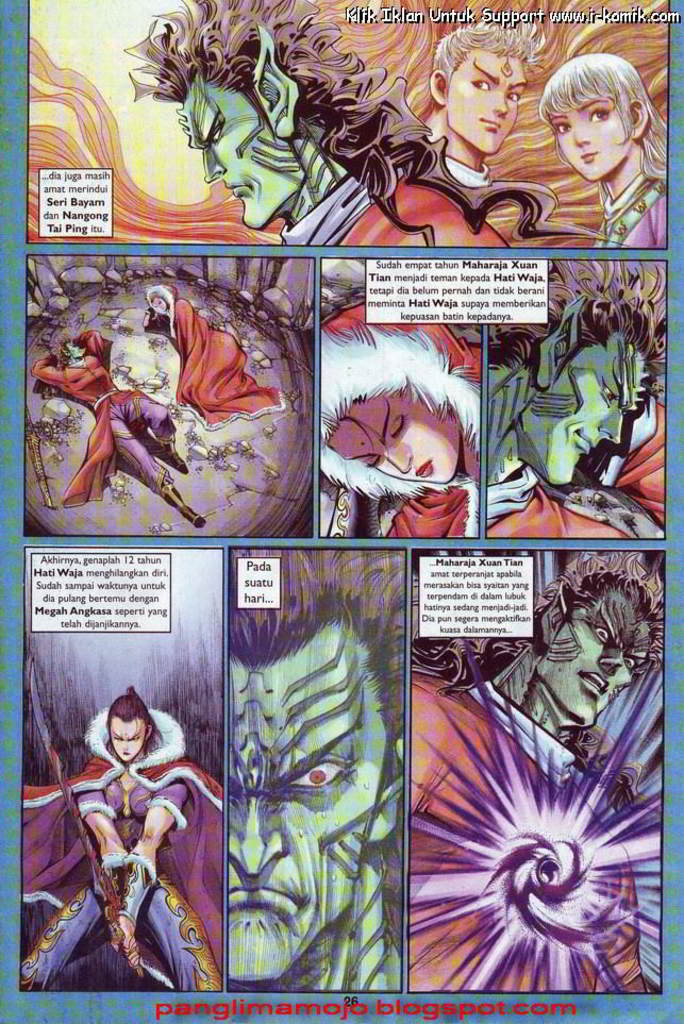 Klik Iklan Untuk Support www.i-komik.com
...dia juga masih
amat merindui
Seri Bayam
dan Nangong
Tai Ping itu.
Sudah empat tahun Maharaja Xuan
Tian menjadi teman kepada Hati Waja,
tetapi dia belum pernah dan tidak berani
meminta Hati Waja supaya memberikan
kepuasan batin kepadanya.
Akhirnya, genaplah 12 tahun
Hati Waja menghilangkan diri.
Sudah sampai waktunya untuk
dia pulang bertemu dengan
Megah Angkasa seperti yang
telah dijanjikannya.
Pada
suatu
hari...
...Maharaja Xuan Tian
amat terperanjat apabila
merasakan bisa syaitan yang
terpendam di dalam lubuk
hatinya sedang menjadi-jadi.
Dia pun segera mengaktifkan
kuasa dalamannya...
26
panglimamojo.blogspot.com